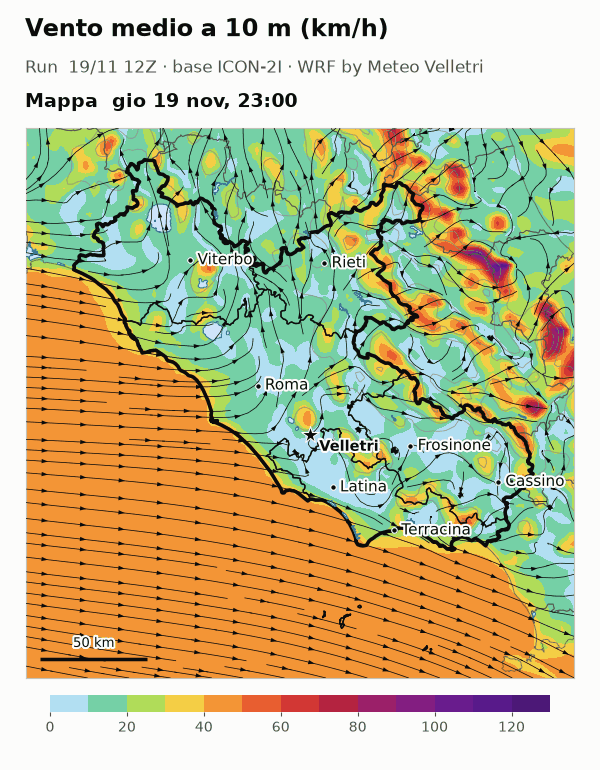 Vento medio a 10 m (km/h)
Run 19/11 12Z · base ICON-2I · WRF by Meteo Velletri
Mappa gio 19 nov, 23:00
Viterbo
Rieti
Roma
Velletri
Frosinone
Cassino
Latina
Terracina
50 km
0 20 40 60 80 100 120